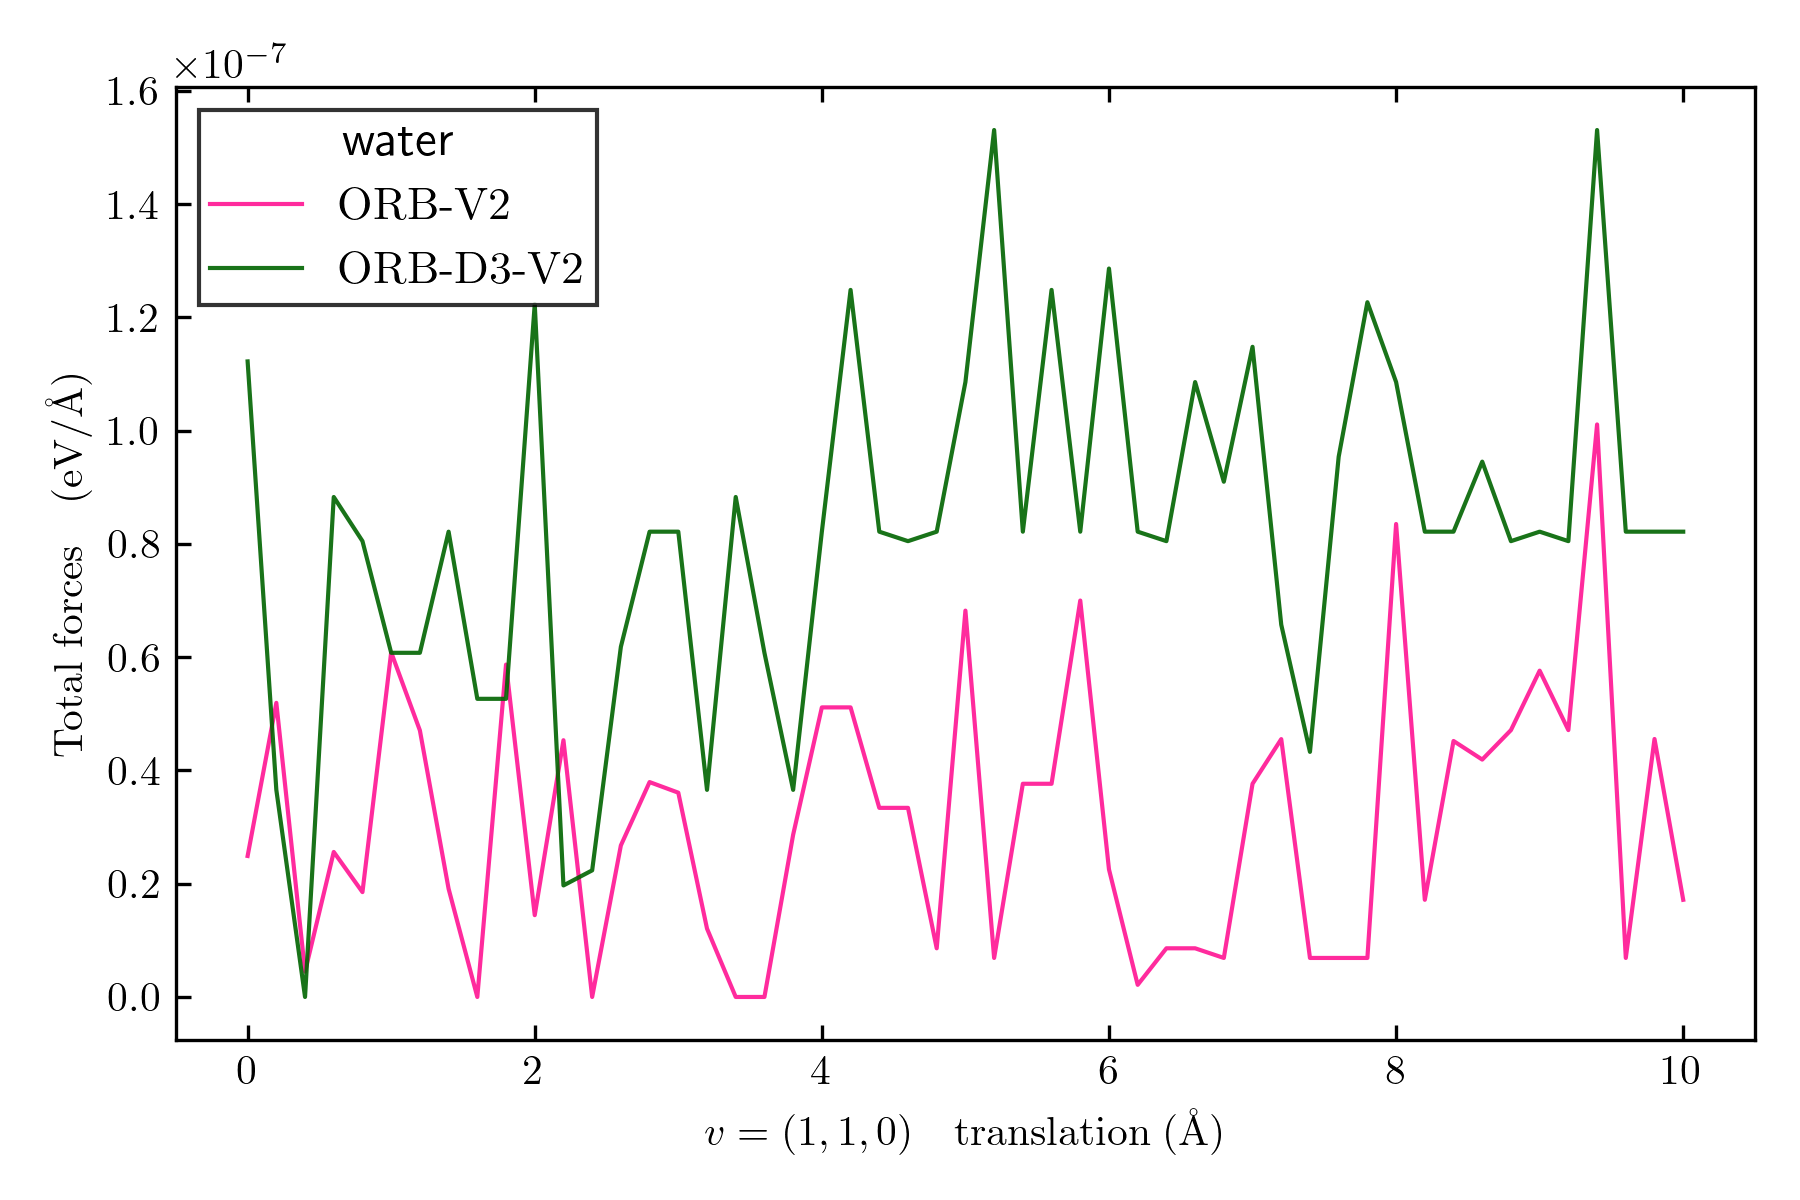 ×10⁻⁷
1.6
1.4
1.2
1.0
0.8
0.6
0.4
0.2
0.0
Total forces (eV/Å)
water
ORB-V2
ORB-D3-V2
0 2 4 6 8 10
v = (1, 1, 0) translation (Å)